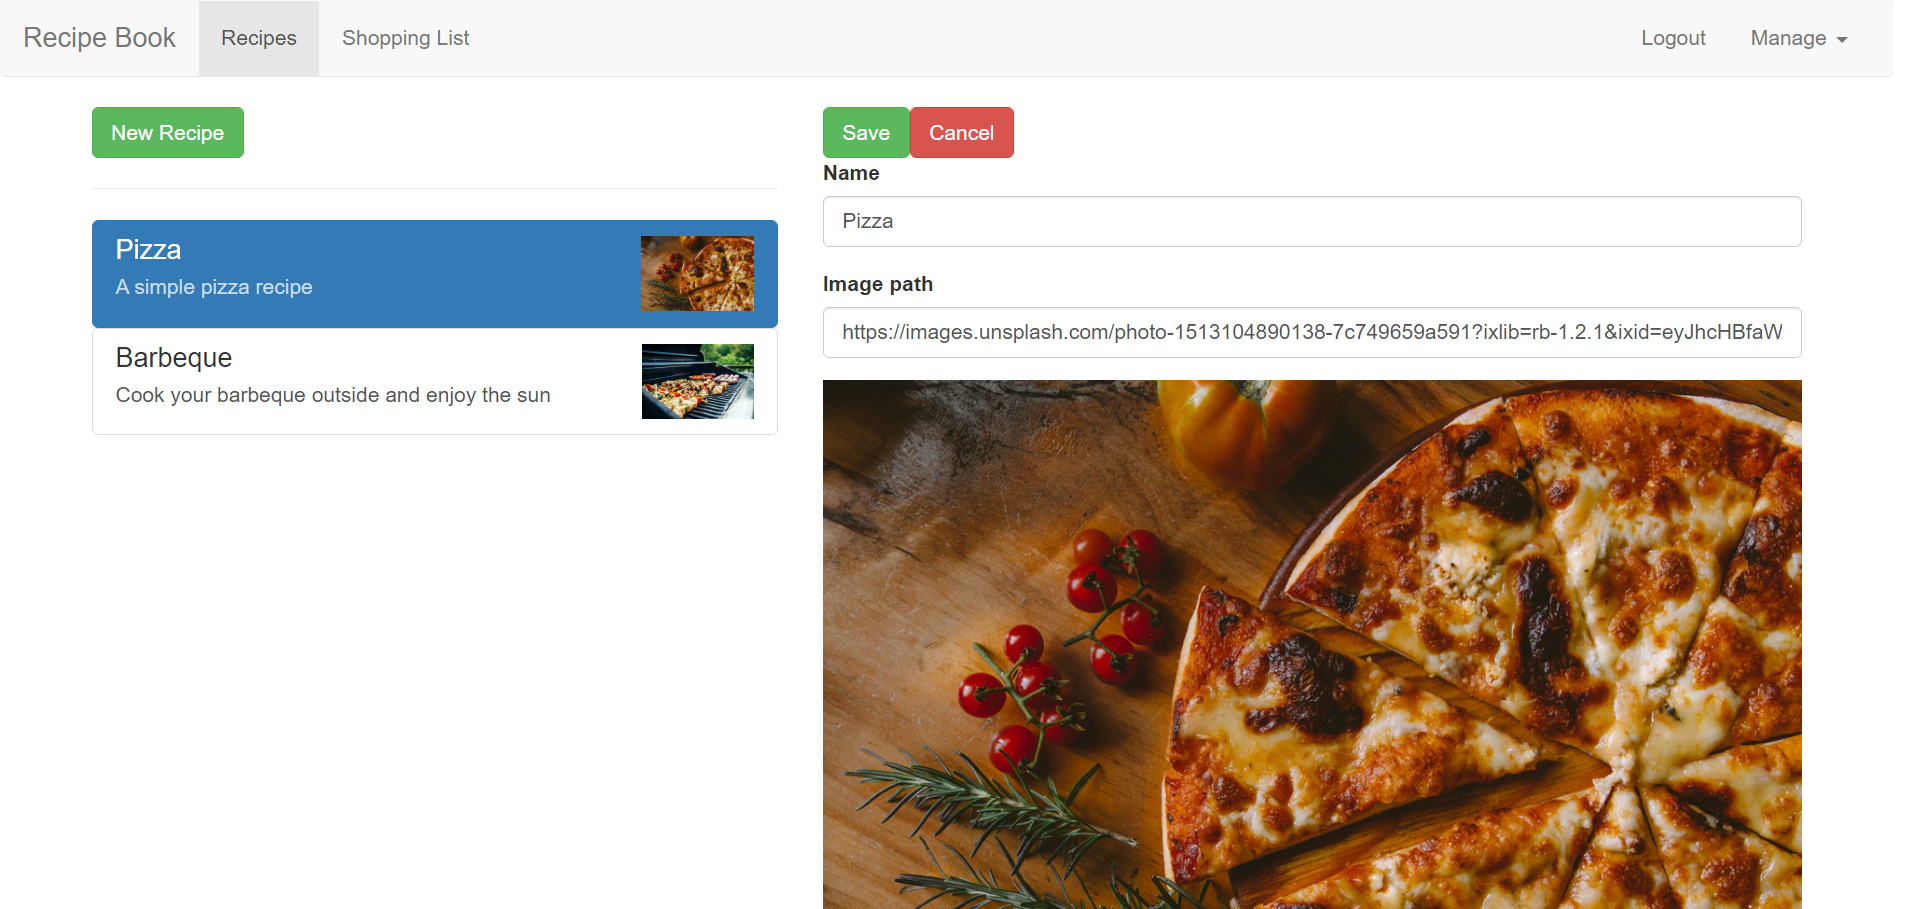 Recipe Book Recipes Shopping List Logout Manage
New Recipe
Pizza
A simple pizza recipe
Barbeque
Cook your barbeque outside and enjoy the sun
Save Cancel
Name
Pizza
Image path
https://images.unsplash.com/photo-1513104890138-7c749659a591?ixlib=rb-1.2.1&ixid=eyJhcHBfaW